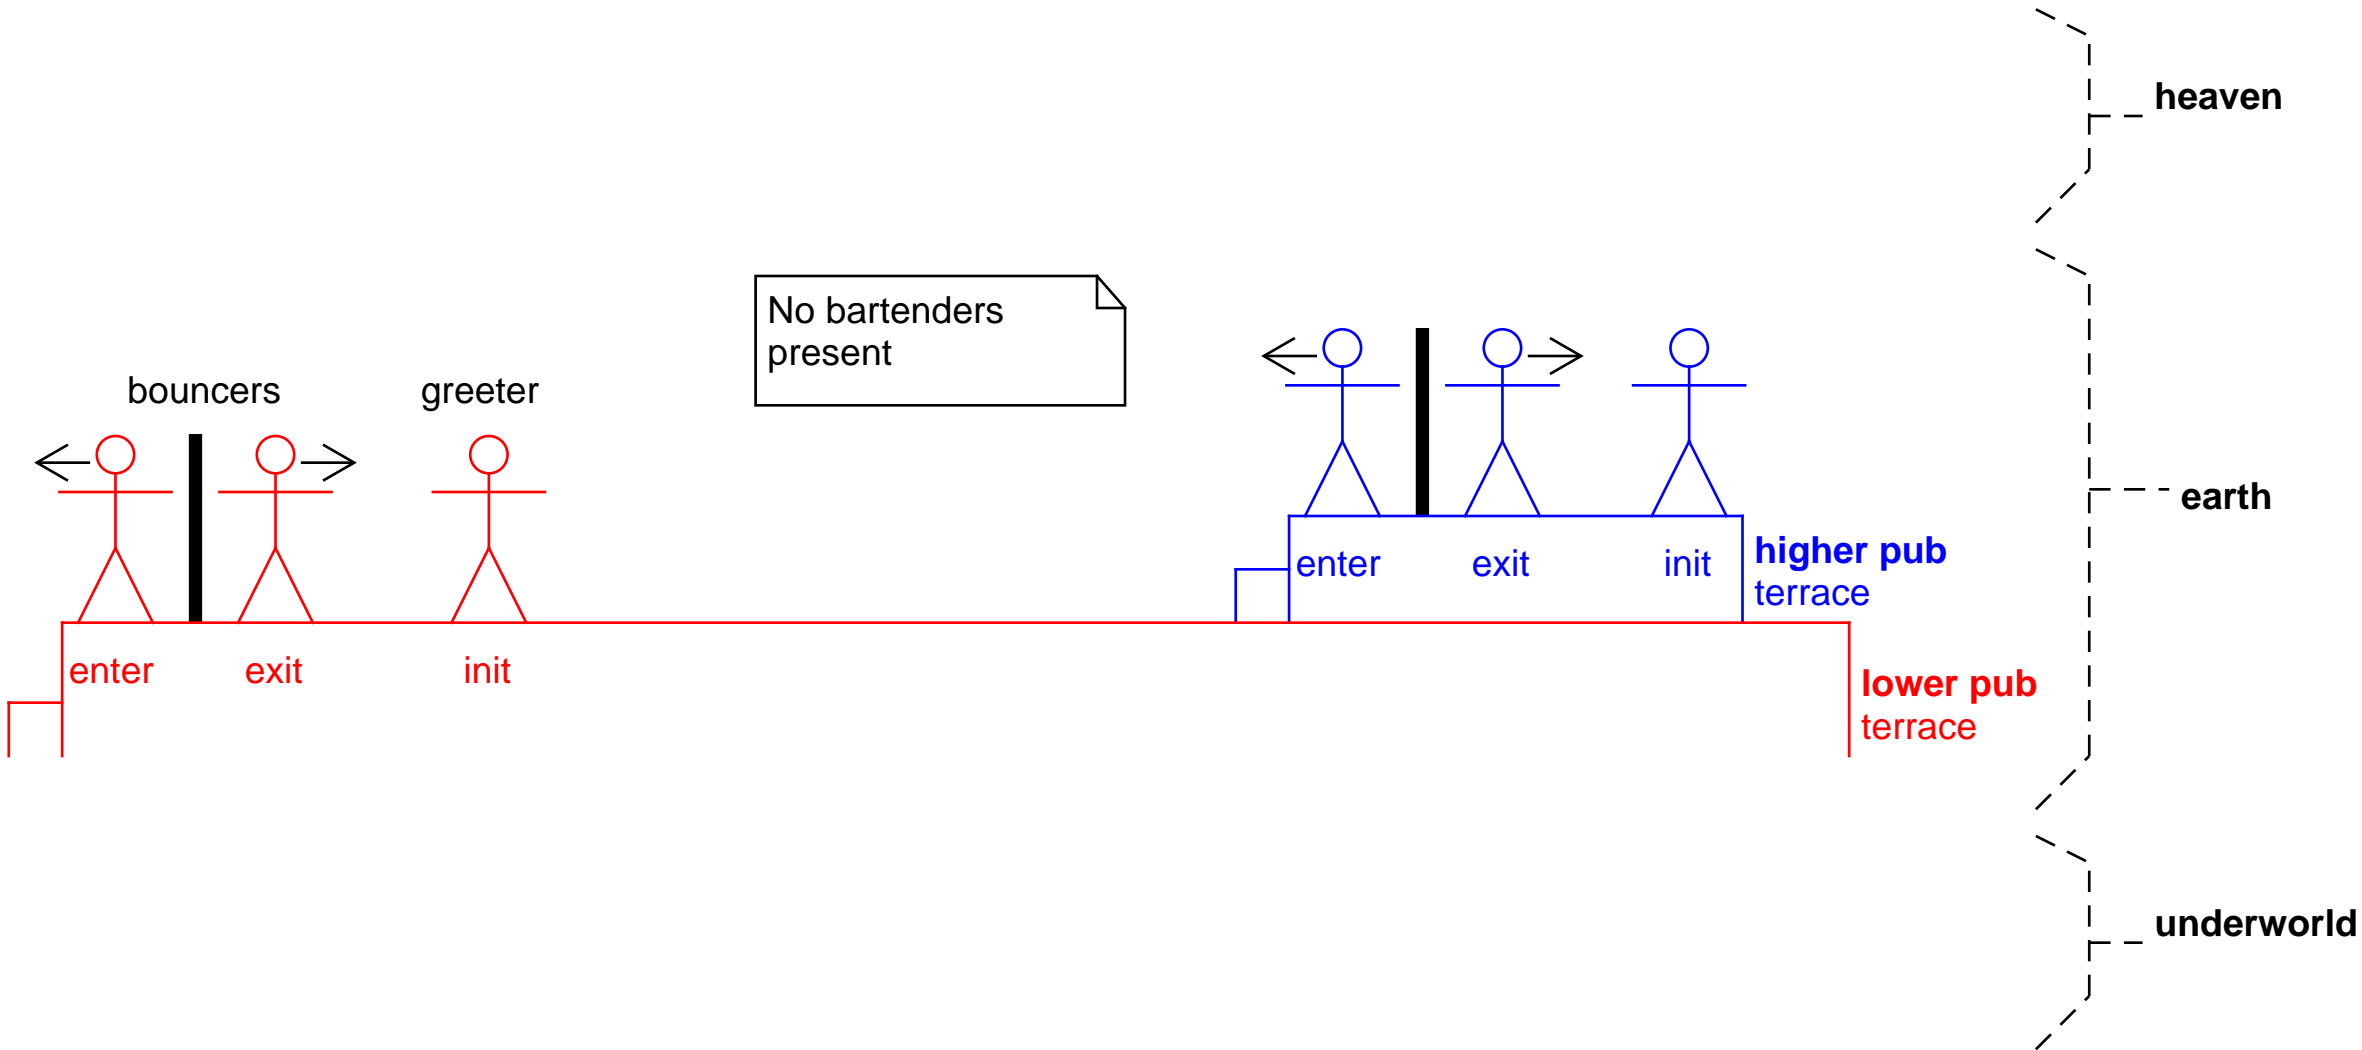 heaven
No bartenders
present
bouncers
greeter
earth
enter
exit
init
higher pub
terrace
enter
exit
init
lower pub
terrace
underworld